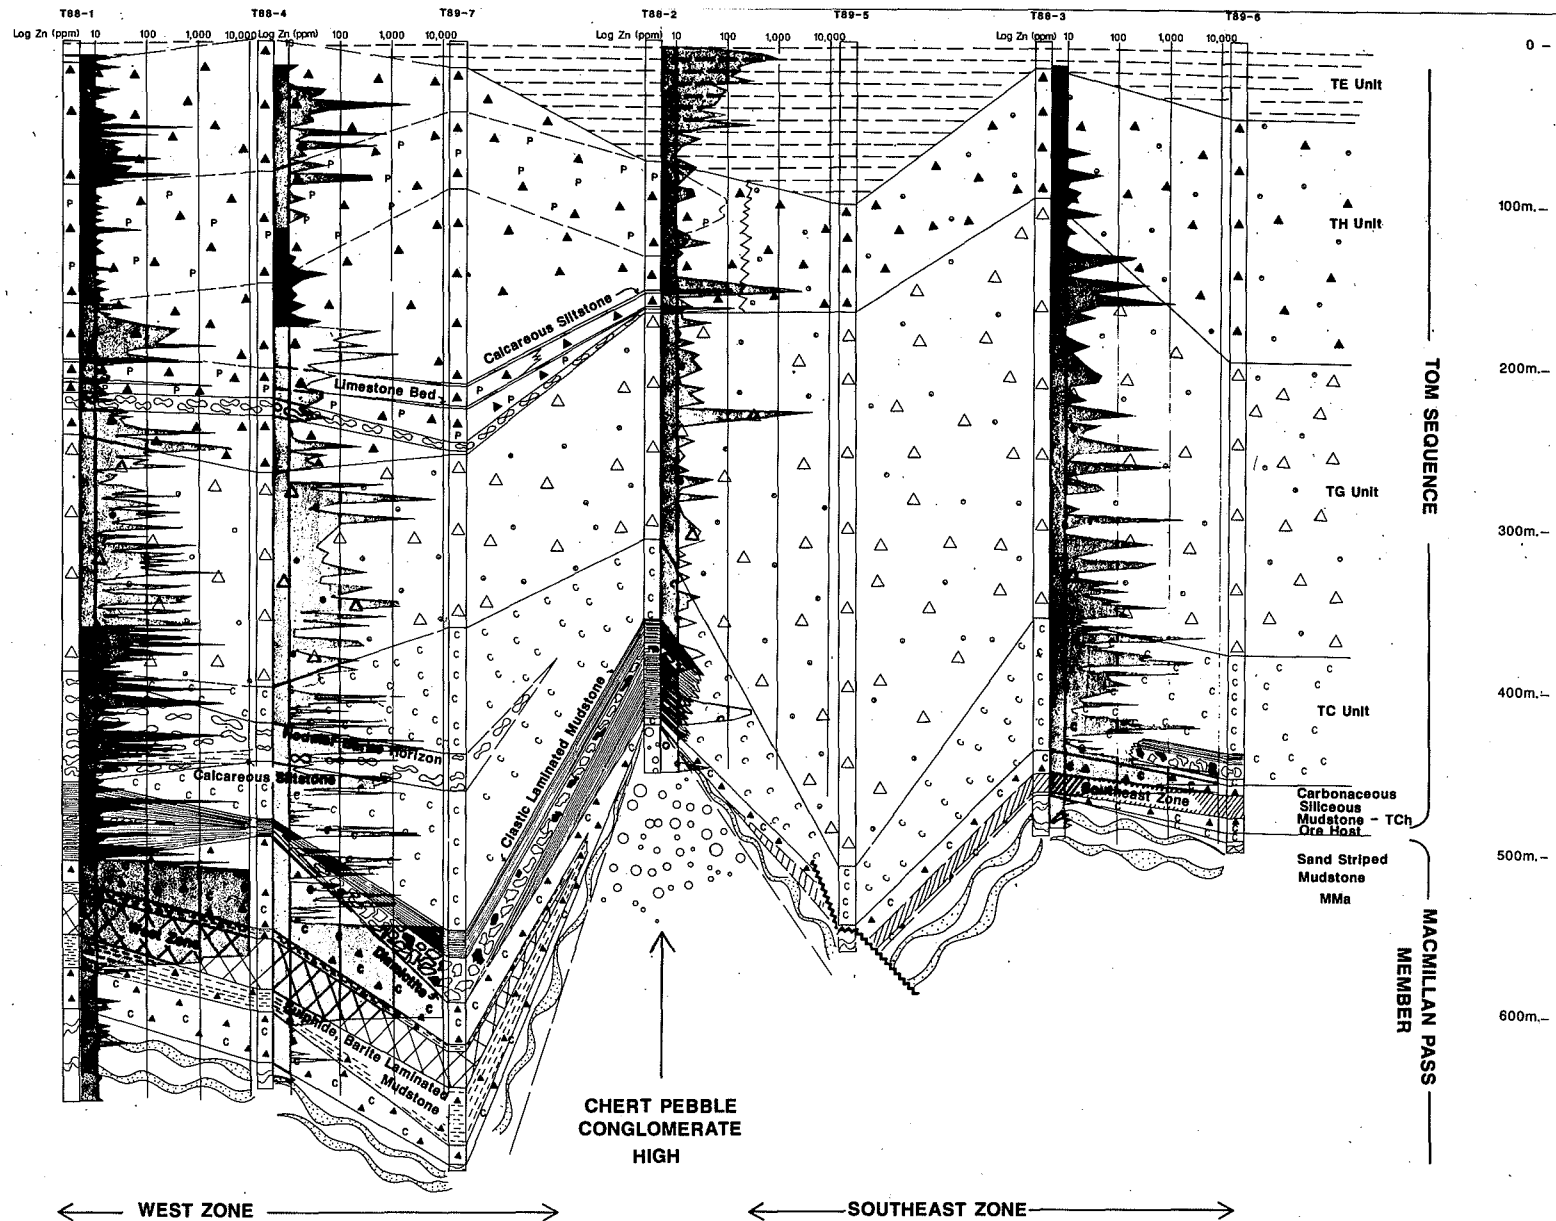 T88-1
T88-4
T89-7
T88-2
T89-5
T88-3
T89-6
Log Zn (ppm) 10 100 1,000 10,000
Log Zn (ppm) 10 100 1,000 10,000
Log Zn (ppm) 10 100 1,000 10,000
Log Zn (ppm) 10 100 1,000 10,000
0 –
100m.–
200m.–
300m.–
400m.–
500m.–
600m.–
TE Unit
TH Unit
TG Unit
TC Unit
Carbonaceous
Siliceous
Mudstone – TCh
Ore Host
Sand Striped
Mudstone
MMa
TOM SEQUENCE
MACMILLAN PASS
MEMBER
Calcareous Siltstone
Limestone Bed
Nodular Barite Horizon
Calcareous Siltstone
Clastic Laminated Mudstone
West Zone
Diamictite
Sulphide, Barite Laminated
Mudstone
Southeast Zone
CHERT PEBBLE
CONGLOMERATE
HIGH
WEST ZONE
SOUTHEAST ZONE